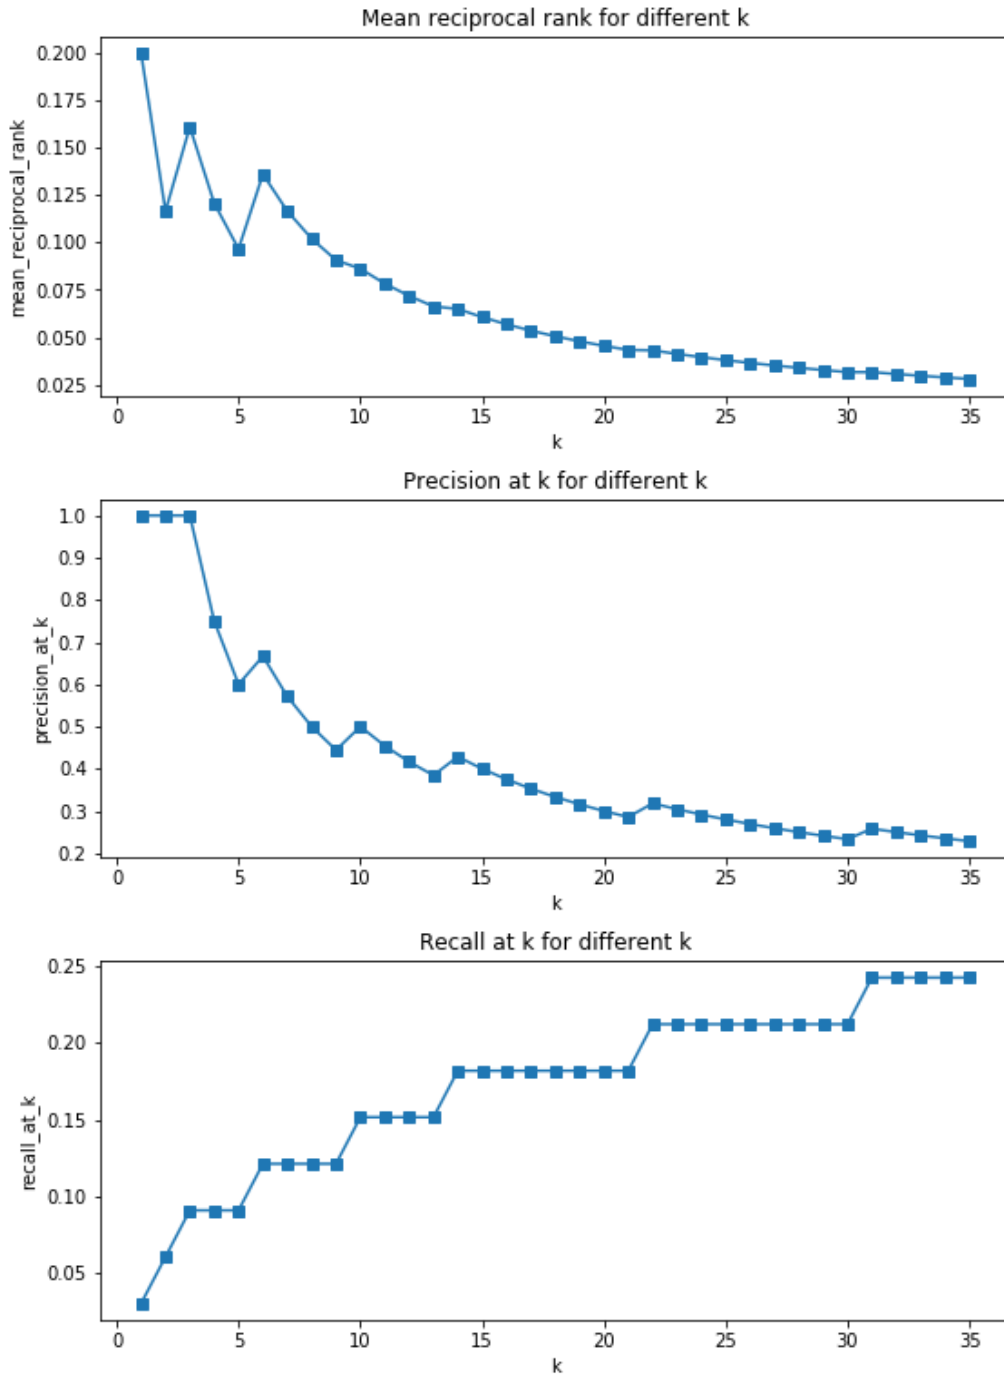 Mean reciprocal rank for different k
mean_reciprocal_rank
0.200
0.175
0.150
0.125
0.100
0.075
0.050
0.025
0 5 10 15 20 25 30 35
k
Precision at k for different k
precision_at_k
1.0
0.9
0.8
0.7
0.6
0.5
0.4
0.3
0.2
0 5 10 15 20 25 30 35
k
Recall at k for different k
recall_at_k
0.25
0.20
0.15
0.10
0.05
0 5 10 15 20 25 30 35
k